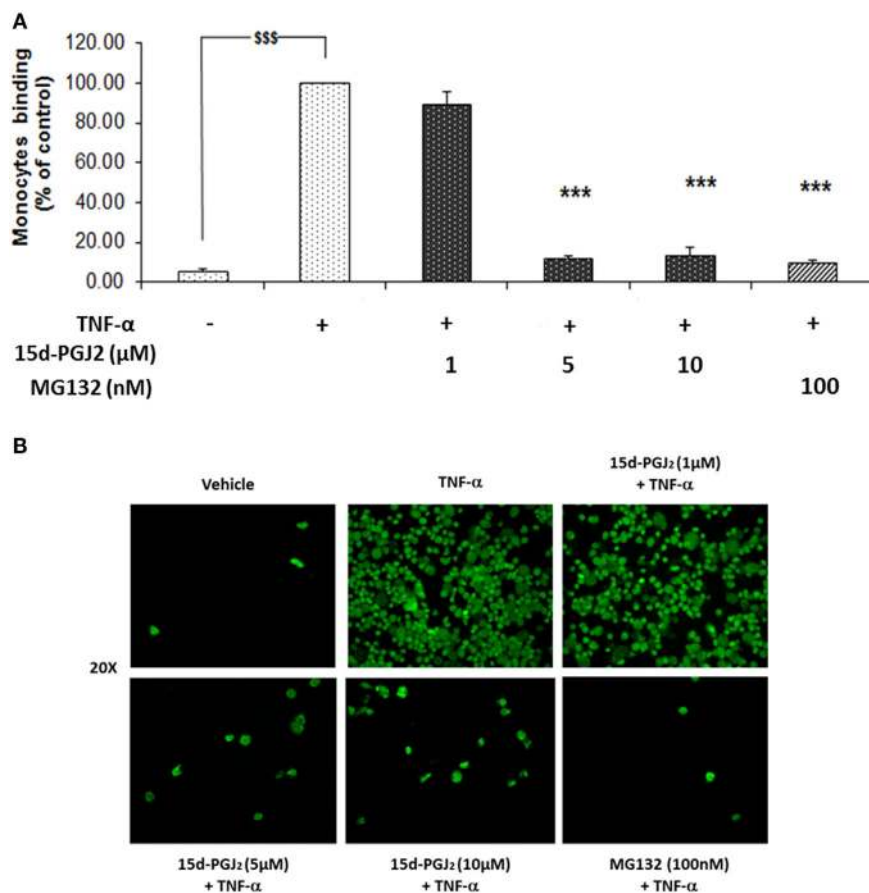 A
Monocytes binding
(% of control)
120.00
100.00
80.00
60.00
40.00
20.00
0.00
$$$
***
***
***
TNF-α - + + + + +
15d-PGJ2 (μM) 1 5 10
MG132 (nM) 100
B
Vehicle
TNF-α
15d-PGJ₂ (1μM)
+ TNF-α
20X
15d-PGJ₂ (5μM)
+ TNF-α
15d-PGJ₂ (10μM)
+ TNF-α
MG132 (100nM)
+ TNF-α